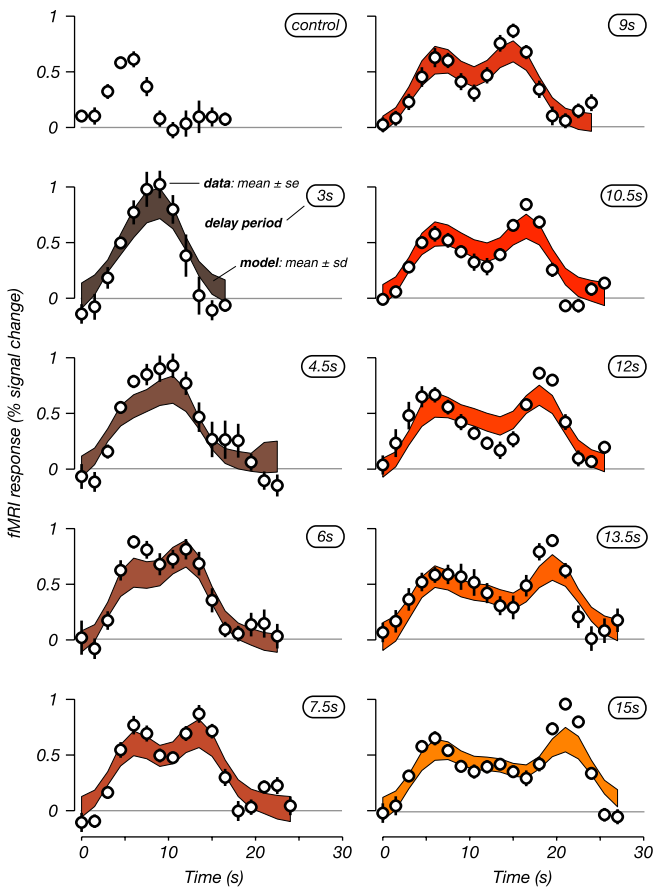 1
control
0.5
0
1
9s
0.5
0
data: mean ± se
3s
delay period
model: mean ± sd
1
0.5
0
1
10.5s
0.5
0
fMRI response (% signal change)
1
4.5s
0.5
0
1
12s
0.5
0
1
6s
0.5
0
1
13.5s
0.5
0
1
7.5s
0.5
0
0 10 20 30
Time (s)
1
15s
0.5
0
0 10 20 30
Time (s)